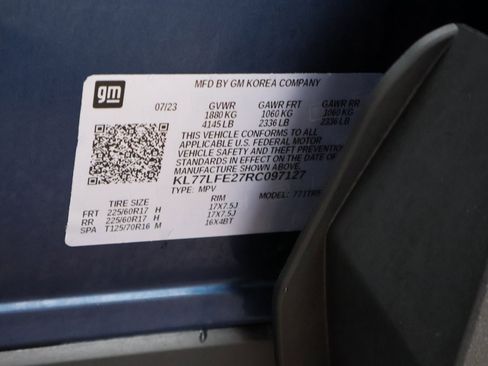 gm
MFD BY GM KOREA COMPANY
07/23 GVWR GAWR FRT GAWR RR
1880 KG 1060 KG 1060 KG
4145 LB 2336 LB 2336 LB
THIS VEHICLE CONFORMS TO ALL
APPLICABLE U.S. FEDERAL MOTOR
VEHICLE SAFETY AND THEFT PREVENTION
STANDARDS IN EFFECT ON THE DATE OF
MANUFACTURE SHOWN ABOVE.
KL77LFE27RC097127
TYPE: MPV MODEL:
TIRE SIZE RIM
FRT 225/60R17 H 17X7.5J
RR 225/60R17 H 17X7.5J
SPA T125/70R16 M 16X4BT